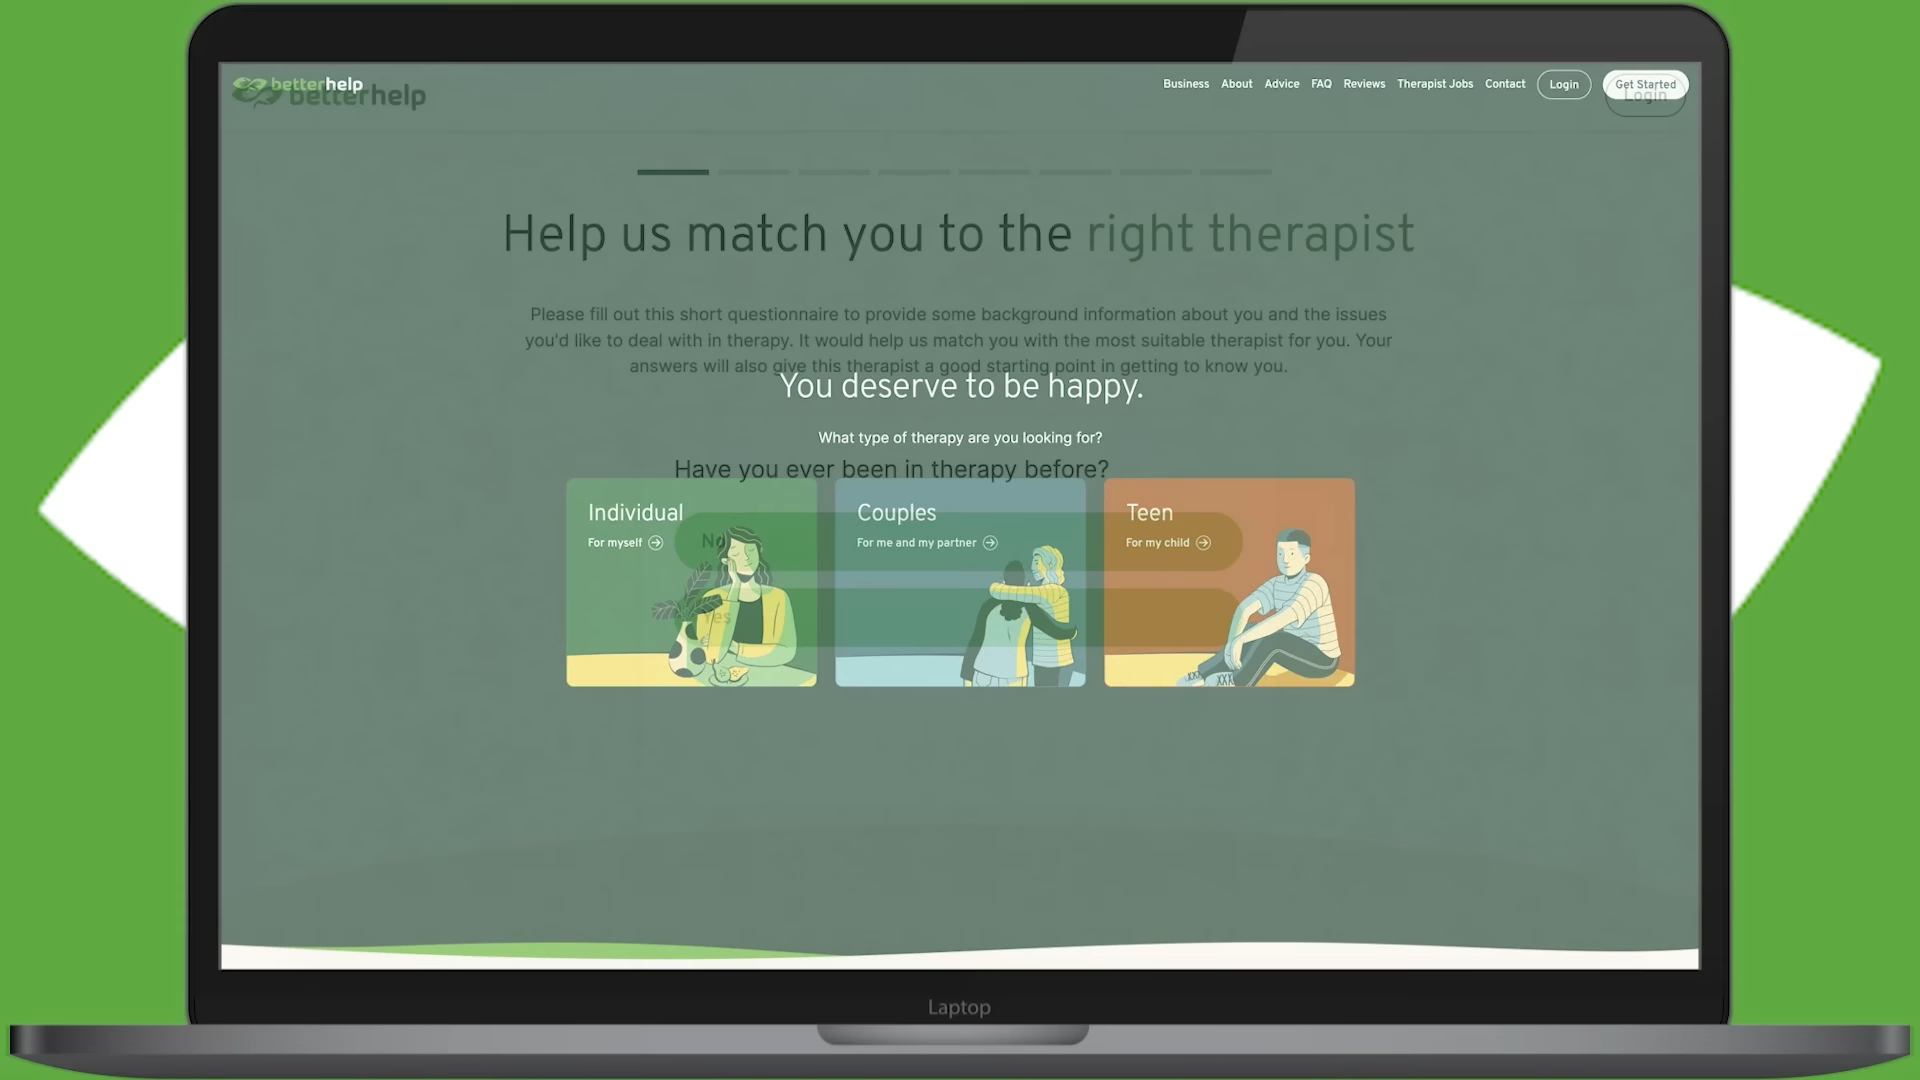 betterhelp
betterhelp
Business About Advice FAQ Reviews Therapist Jobs Contact Login Get Started
Login
Help us match you to the right therapist
Please fill out this short questionnaire to provide some background information about you and the issues
you'd like to deal with in therapy. It would help us match you with the most suitable therapist for you. Your
answers will also give this therapist a good starting point in getting to know you.
You deserve to be happy.
What type of therapy are you looking for?
Have you ever been in therapy before?
Individual
For myself
Couples
For me and my partner
Teen
For my child
No
Yes
Laptop